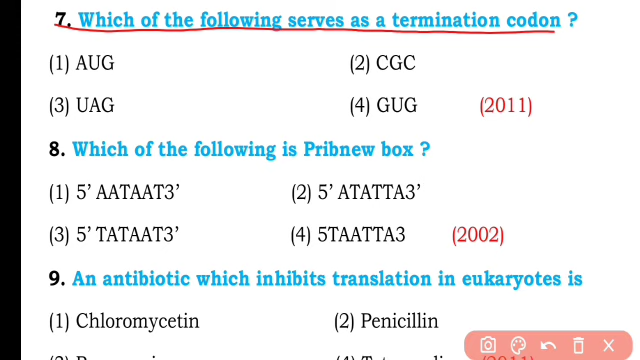 7. Which of the following serves as a termination codon ?
(1) AUG (2) CGC
(3) UAG (4) GUG (2011)
8. Which of the following is Pribnew box ?
(1) 5’ AATAAT3’ (2) 5’ ATATTA3’
(3) 5’ TATAAT3’ (4) 5TAATTA3 (2002)
9. An antibiotic which inhibits translation in eukaryotes is
(1) Chloromycetin (2) Penicillin